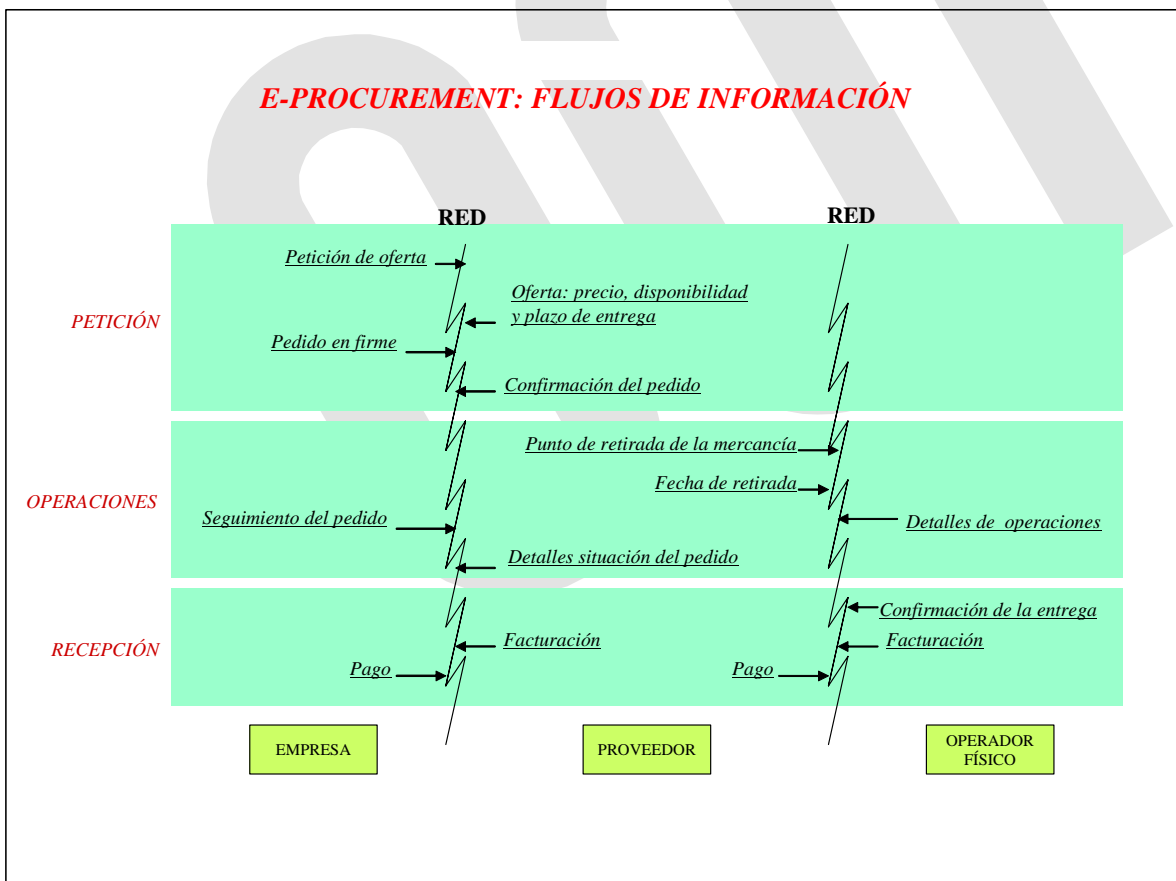 E-PROCUREMENT: FLUJOS DE INFORMACIÓN
RED
RED
PETICIÓN
Petición de oferta
Oferta: precio, disponibilidad
y plazo de entrega
Pedido en firme
Confirmación del pedido
OPERACIONES
Punto de retirada de la mercancía
Fecha de retirada
Seguimiento del pedido
Detalles de operaciones
Detalles situación del pedido
RECEPCIÓN
Confirmación de la entrega
Facturación
Facturación
Pago
Pago
EMPRESA
PROVEEDOR
OPERADOR
FÍSICO